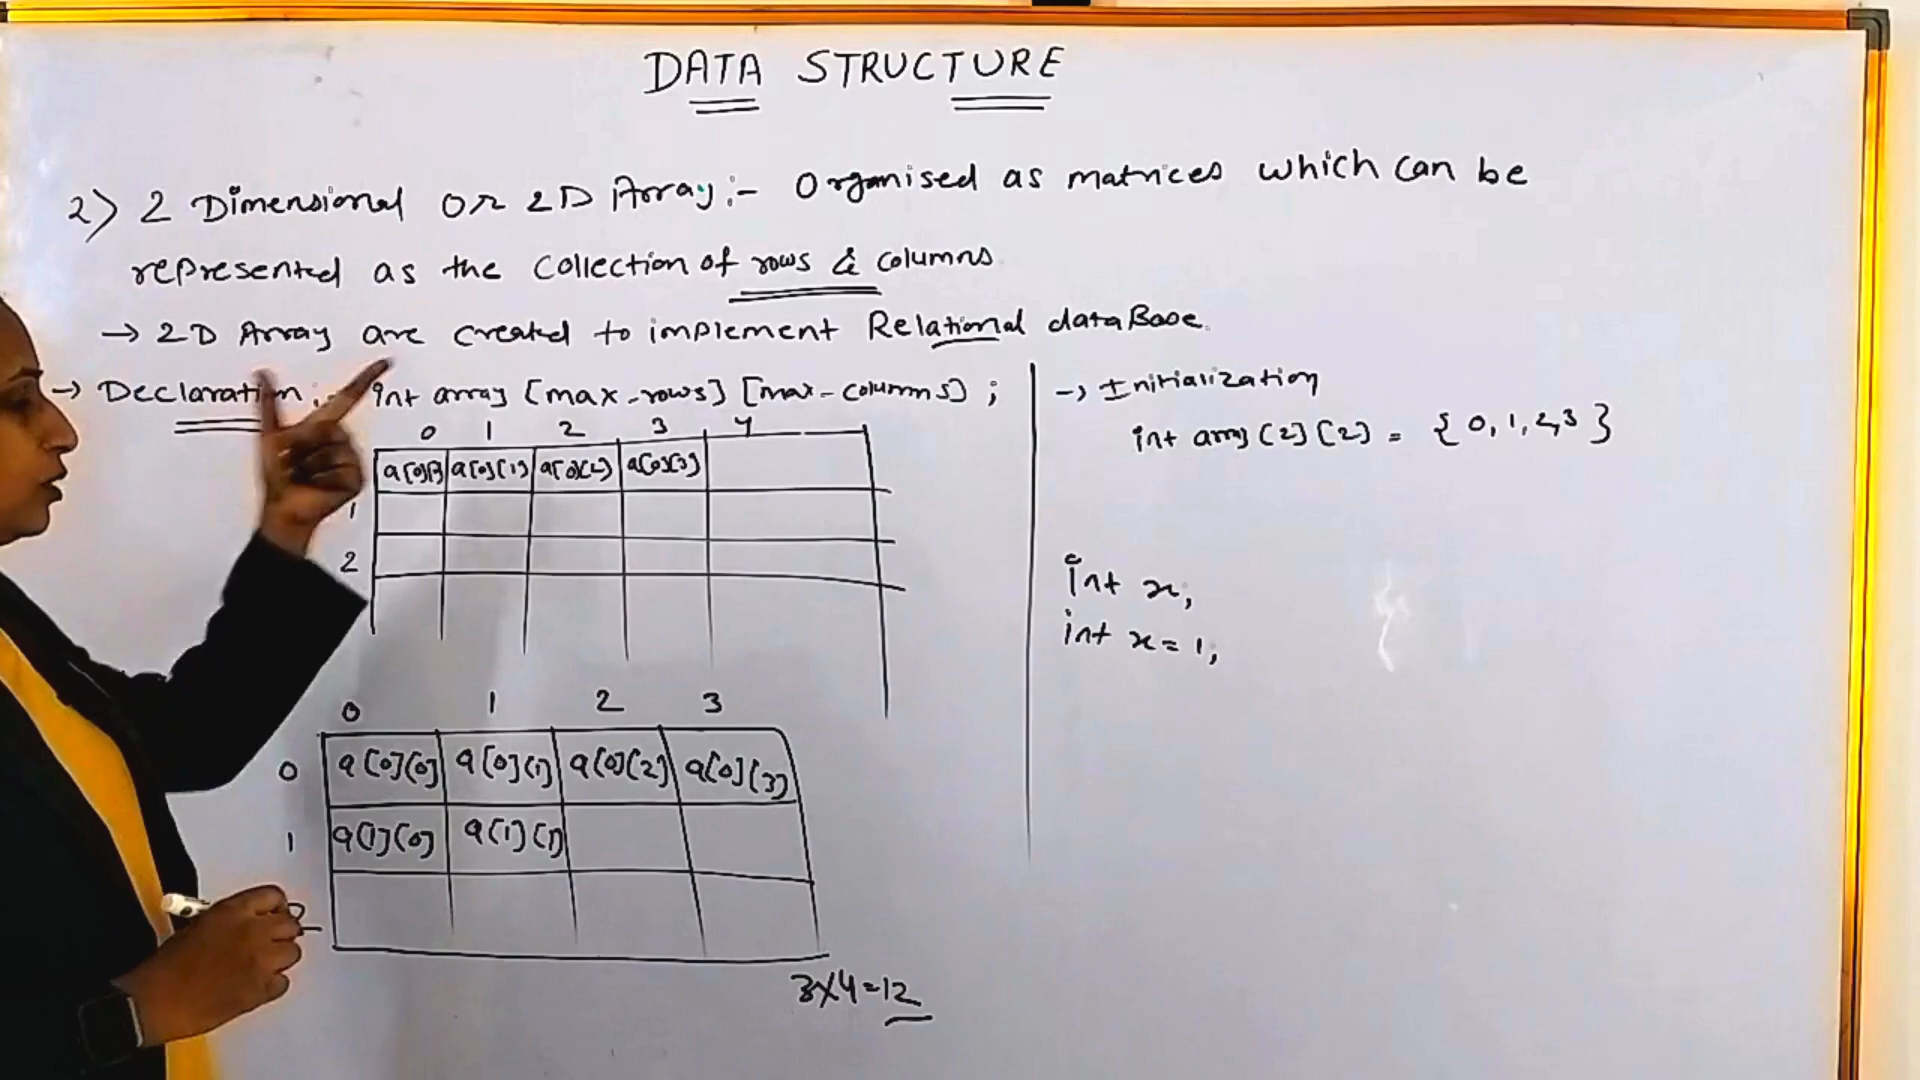 DATA STRUCTURE
2) 2 Dimensional or 2D Array :- Organised as matrices which can be
represented as the collection of rows & columns
→ 2D Array are created to implement Relational dataBase.
→ Declaration :- int array [max-rows] [max-columns] ;
0 1 2 3 4
a[0][0] a[0][1] a[0][2] a[0][3]
1
2
0 1 2 3
0 a[0][0] a[0][1] a[0][2] a[0][3]
1 a[1][0] a[1][1]
2
3x4=12
→ Initialization
int array [2] [2] = { 0, 1, 2, 3 }
int x;
int x = 1;